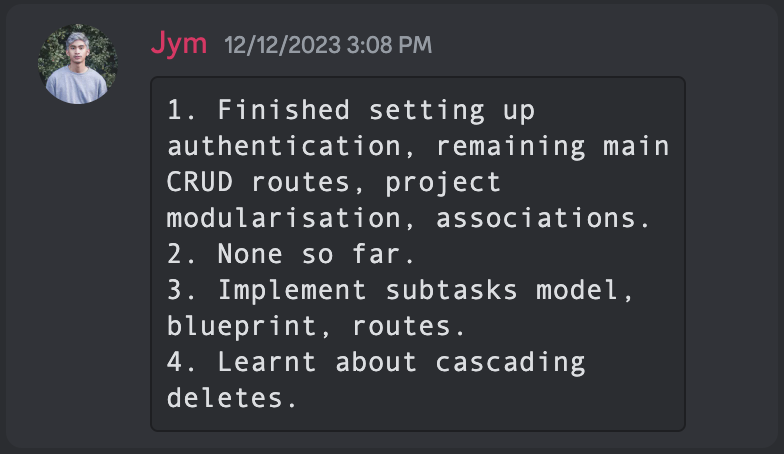 Jym 12/12/2023 3:08 PM
1. Finished setting up
authentication, remaining main
CRUD routes, project
modularisation, associations.
2. None so far.
3. Implement subtasks model,
blueprint, routes.
4. Learnt about cascading
deletes.